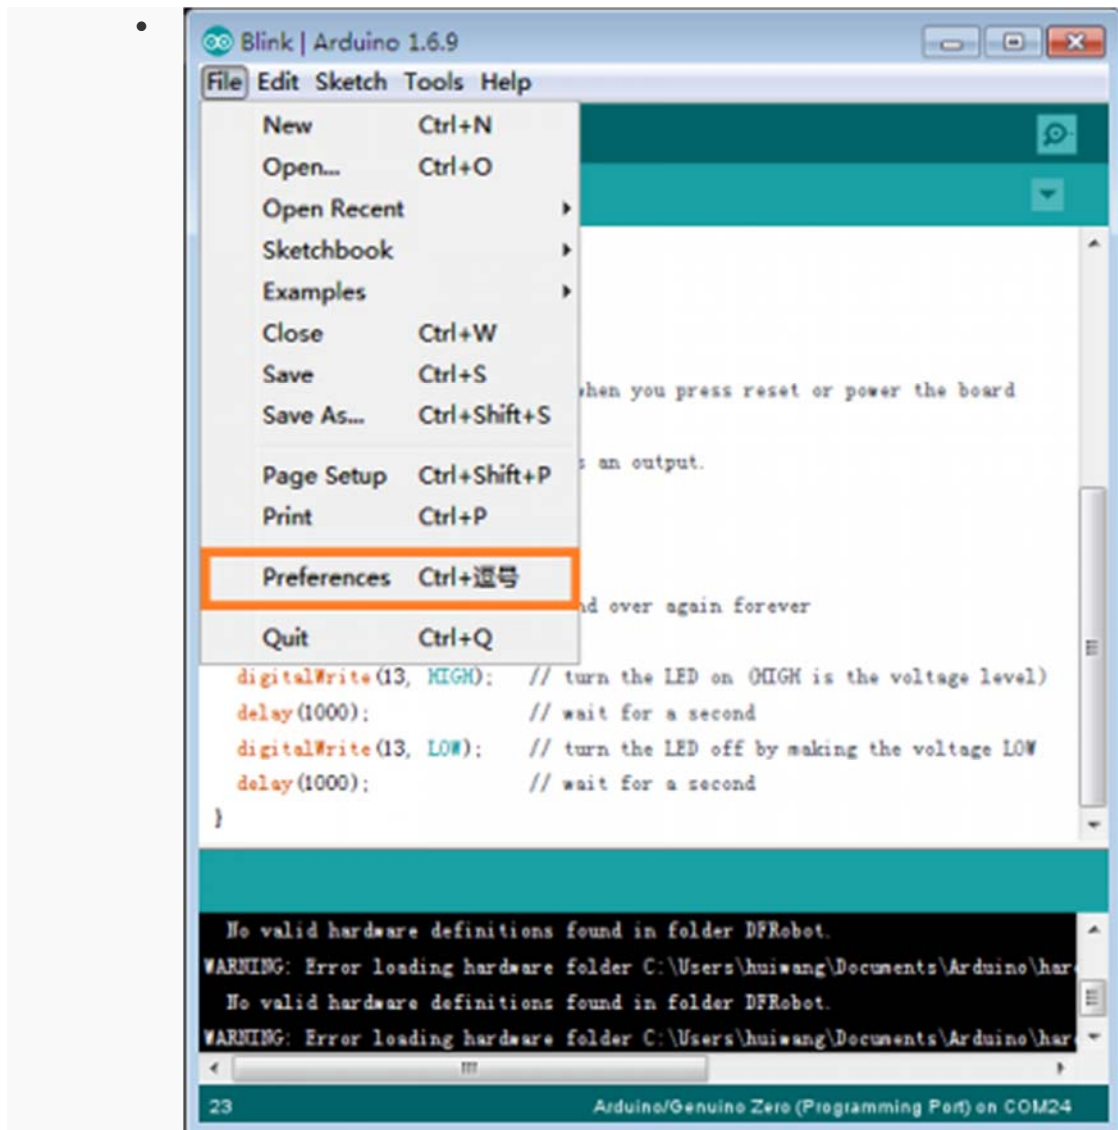 Blink | Arduino 1.6.9
File Edit Sketch Tools Help
New Ctrl+N
Open... Ctrl+O
Open Recent
Sketchbook
Examples
Close Ctrl+W
Save Ctrl+S
Save As... Ctrl+Shift+S
Page Setup Ctrl+Shift+P
Print Ctrl+P
Preferences Ctrl+逗号
Quit Ctrl+Q
when you press reset or power the board
s an output.
nd over again forever
digitalWrite(13, HIGH);   // turn the LED on (HIGH is the voltage level)
delay(1000);              // wait for a second
digitalWrite(13, LOW);    // turn the LED off by making the voltage LOW
delay(1000);              // wait for a second
}
No valid hardware definitions found in folder DFRobot.
WARNING: Error loading hardware folder C:\Users\huiwang\Documents\Arduino\har
No valid hardware definitions found in folder DFRobot.
WARNING: Error loading hardware folder C:\Users\huiwang\Documents\Arduino\har
23 Arduino/Genuino Zero (Programming Port) on COM24